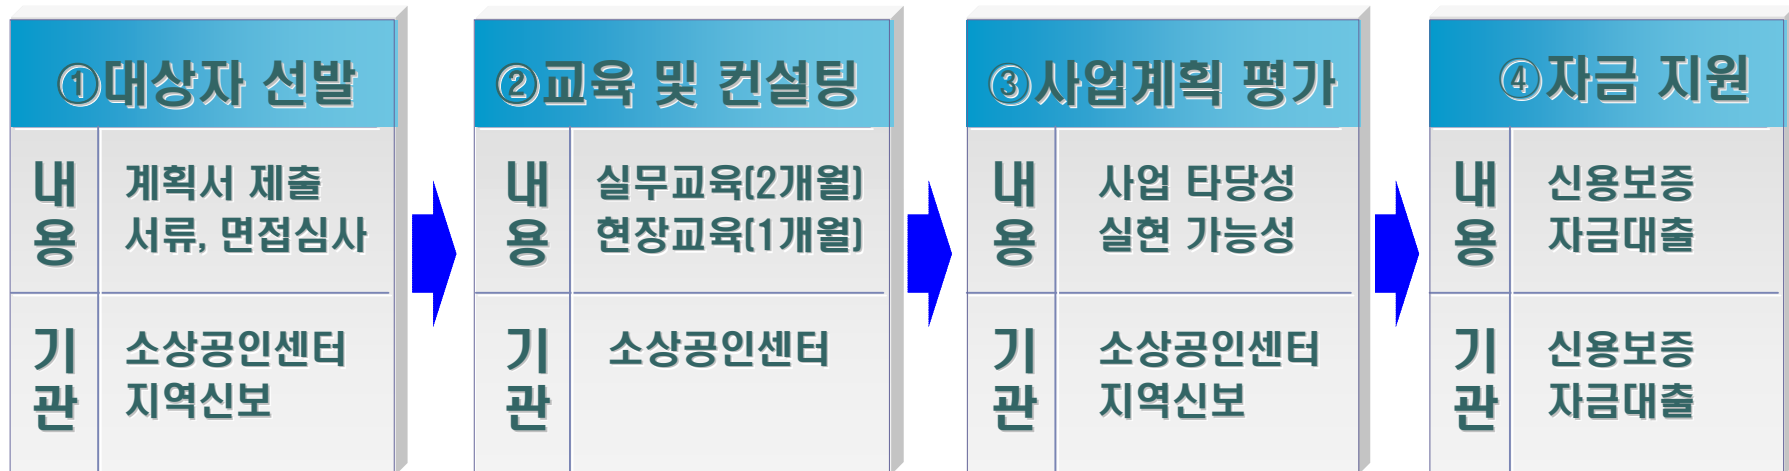 ①대상자 선발
내용
계획서 제출
서류, 면접심사
기관
소상공인센터
지역신보
②교육 및 컨설팅
내용
실무교육(2개월)
현장교육(1개월)
기관
소상공인센터
③사업계획 평가
내용
사업 타당성
실현 가능성
기관
소상공인센터
지역신보
④자금 지원
내용
신용보증
자금대출
기관
신용보증
자금대출